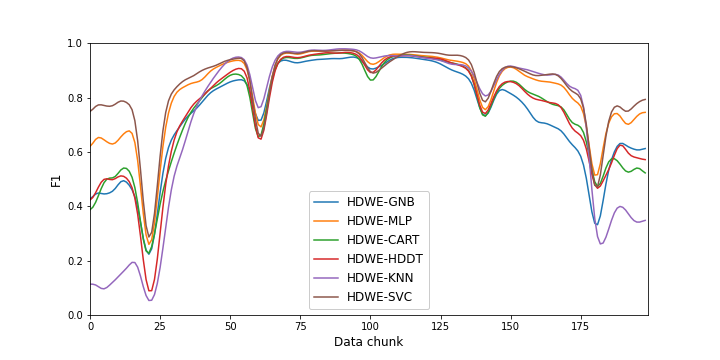 1.0
0.8
0.6
0.4
0.2
0.0
F1
HDWE-GNB
HDWE-MLP
HDWE-CART
HDWE-HDDT
HDWE-KNN
HDWE-SVC
0 25 50 75 100 125 150 175
Data chunk